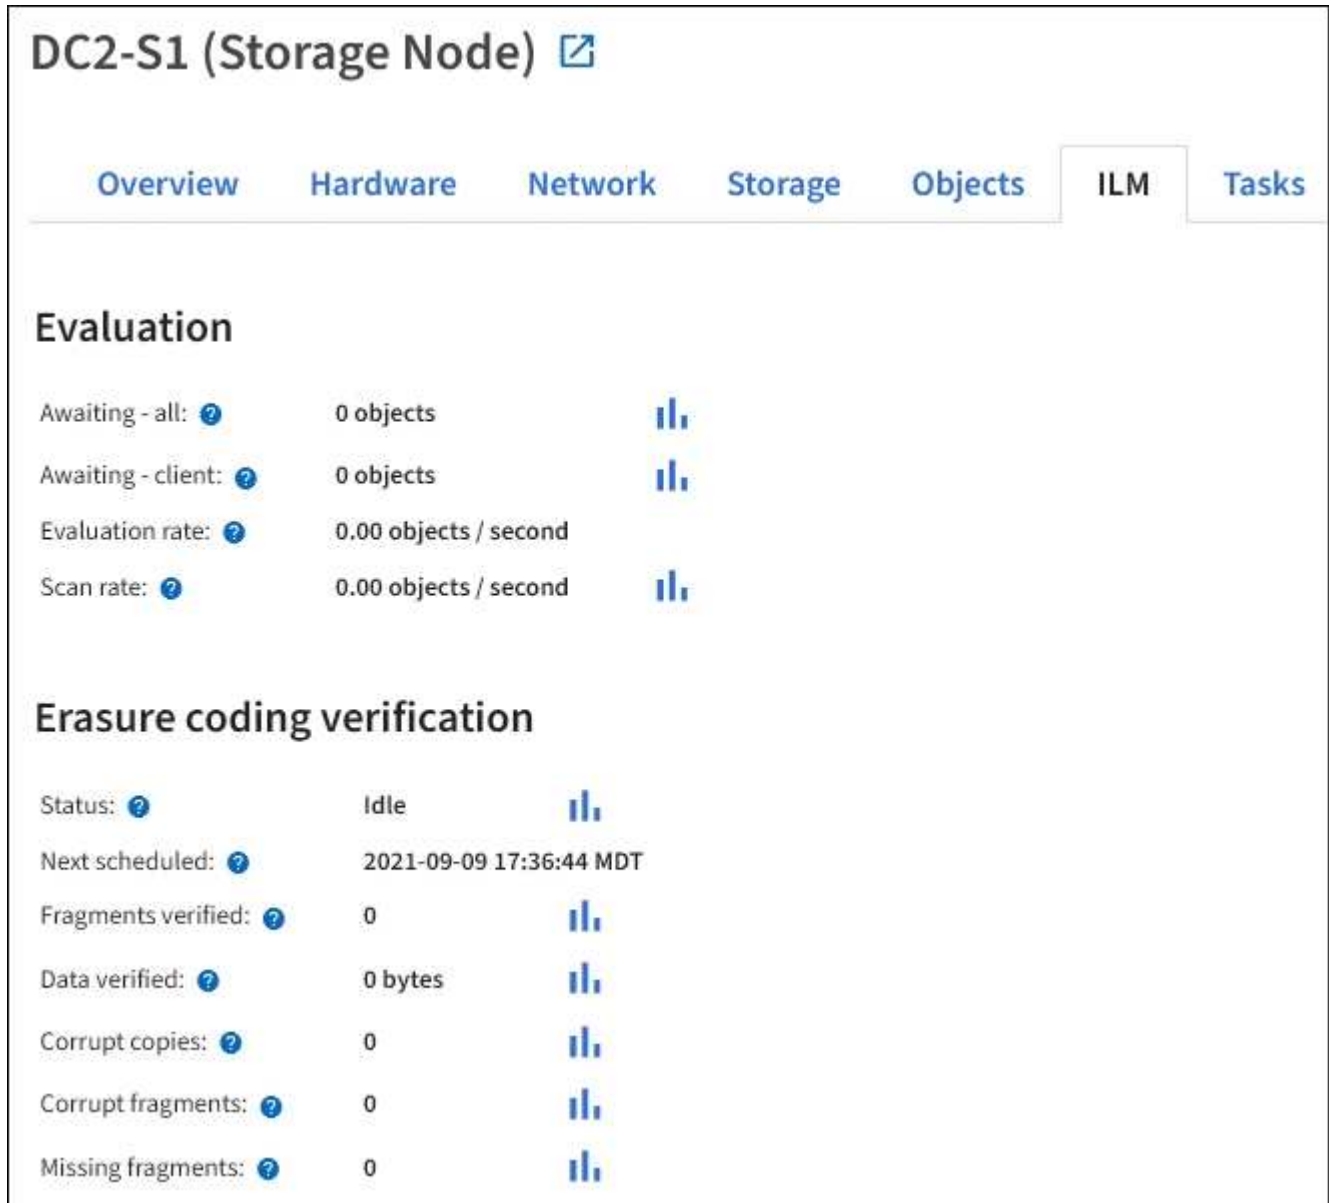 DC2-S1 (Storage Node)
Overview Hardware Network Storage Objects ILM Tasks
Evaluation
Awaiting - all: 0 objects
Awaiting - client: 0 objects
Evaluation rate: 0.00 objects / second
Scan rate: 0.00 objects / second
Erasure coding verification
Status: Idle
Next scheduled: 2021-09-09 17:36:44 MDT
Fragments verified: 0
Data verified: 0 bytes
Corrupt copies: 0
Corrupt fragments: 0
Missing fragments: 0